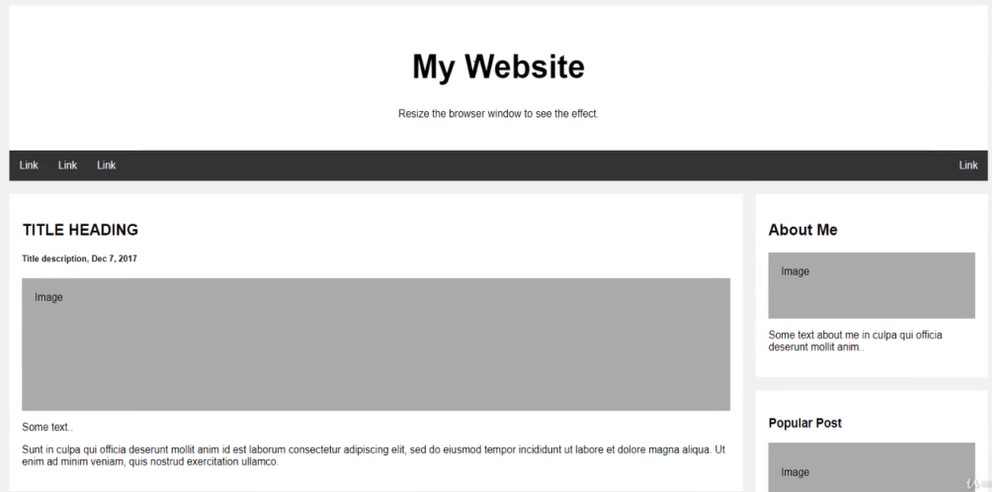 My Website
Resize the browser window to see the effect.
Link Link Link Link
TITLE HEADING
Title description, Dec 7, 2017
Image
Some text..
Sunt in culpa qui officia deserunt mollit anim id est laborum consectetur adipiscing elit, sed do eiusmod tempor incididunt ut labore et dolore magna aliqua. Ut
enim ad minim veniam, quis nostrud exercitation ullamco.
About Me
Image
Some text about me in culpa qui officia
deserunt mollit anim..
Popular Post
Image